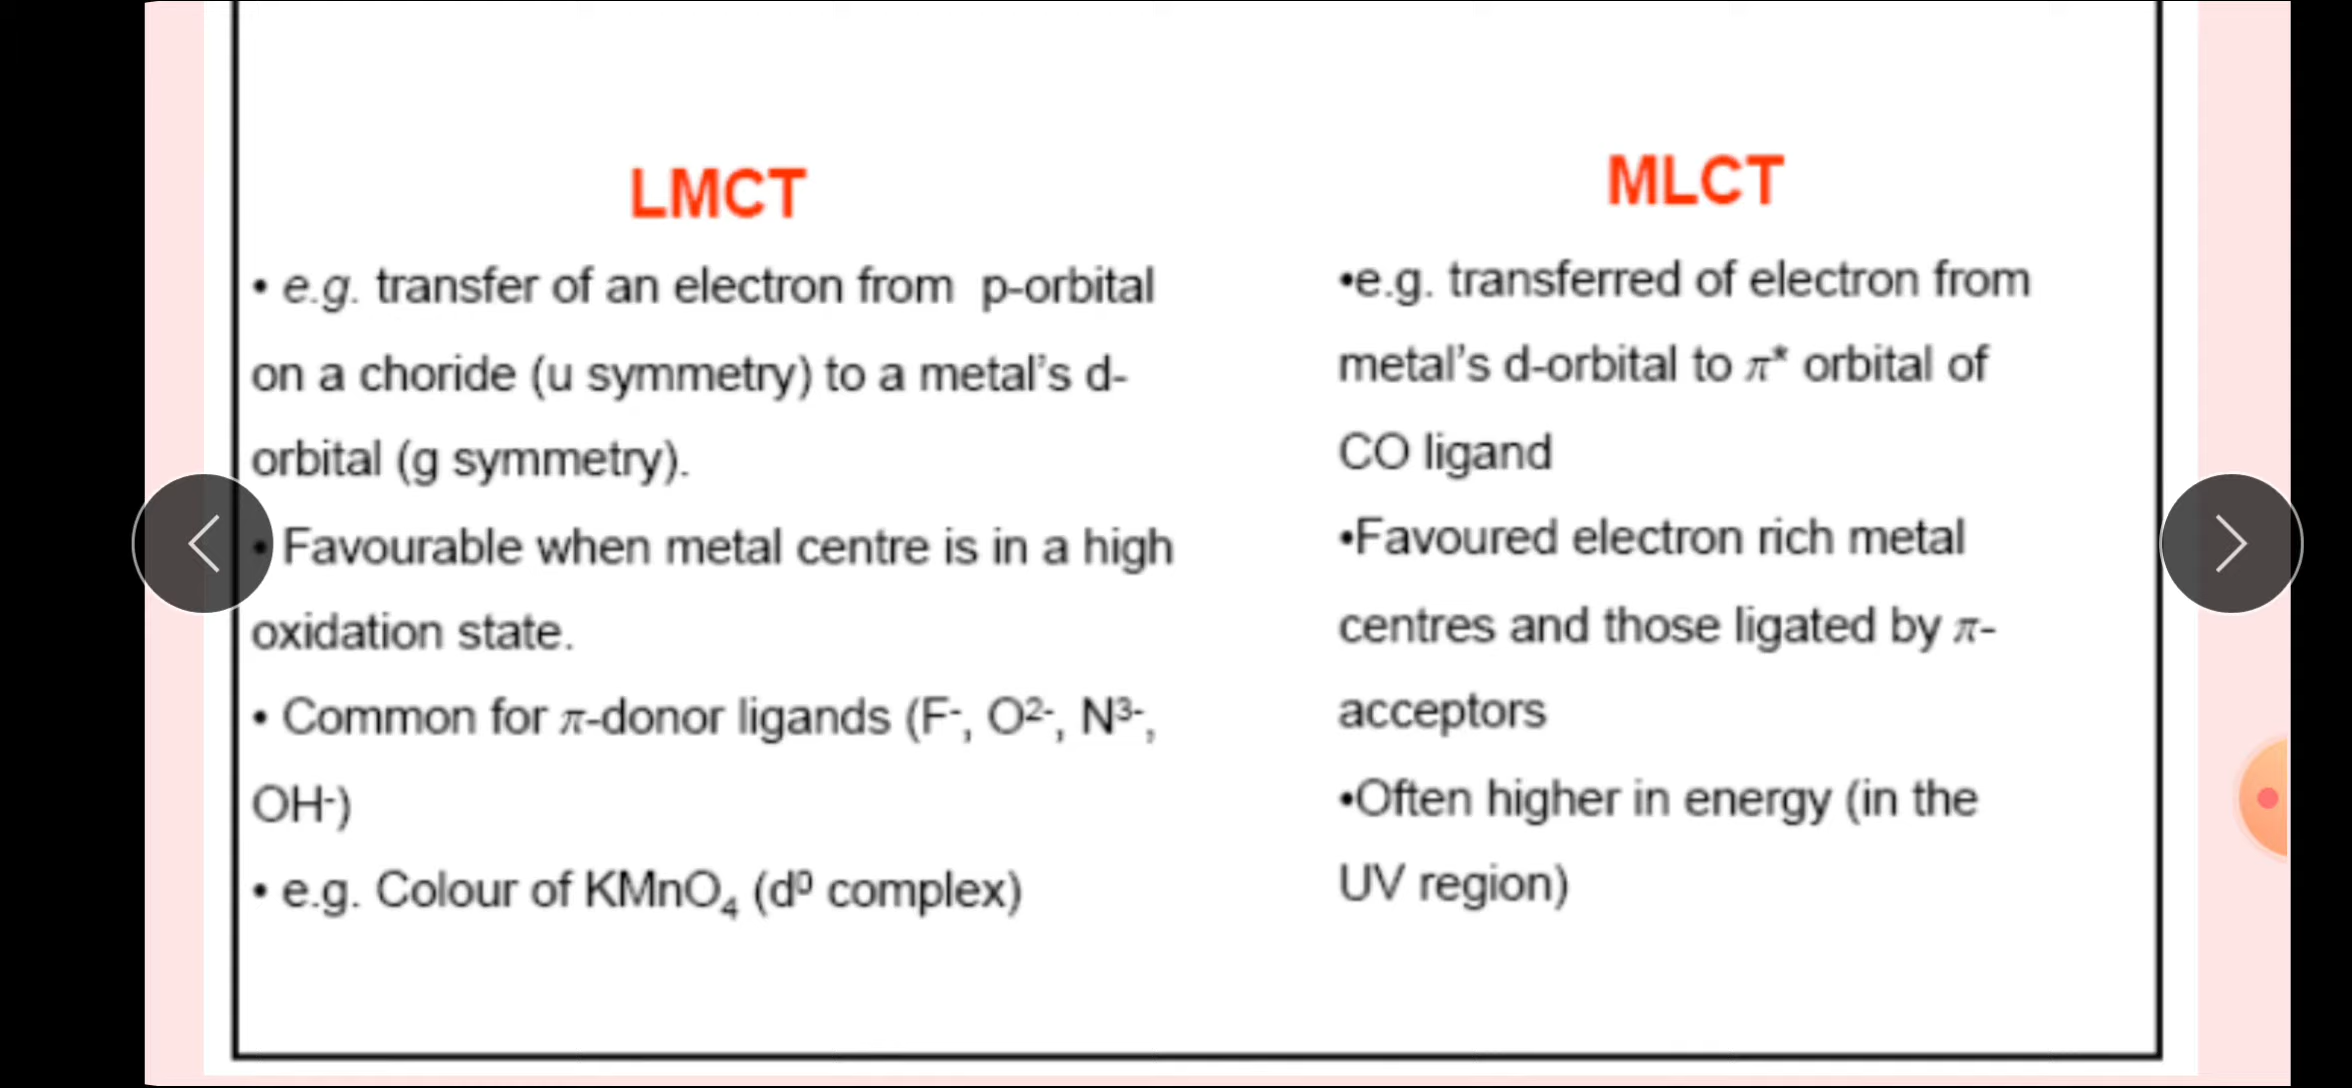 LMCT
• e.g. transfer of an electron from p-orbital
on a choride (u symmetry) to a metal's d-
orbital (g symmetry).
• Favourable when metal centre is in a high
oxidation state.
• Common for π-donor ligands (F⁻, O²⁻, N³⁻,
OH⁻)
• e.g. Colour of KMnO₄ (d⁰ complex)
MLCT
•e.g. transferred of electron from
metal's d-orbital to π* orbital of
CO ligand
•Favoured electron rich metal
centres and those ligated by π-
acceptors
•Often higher in energy (in the
UV region)